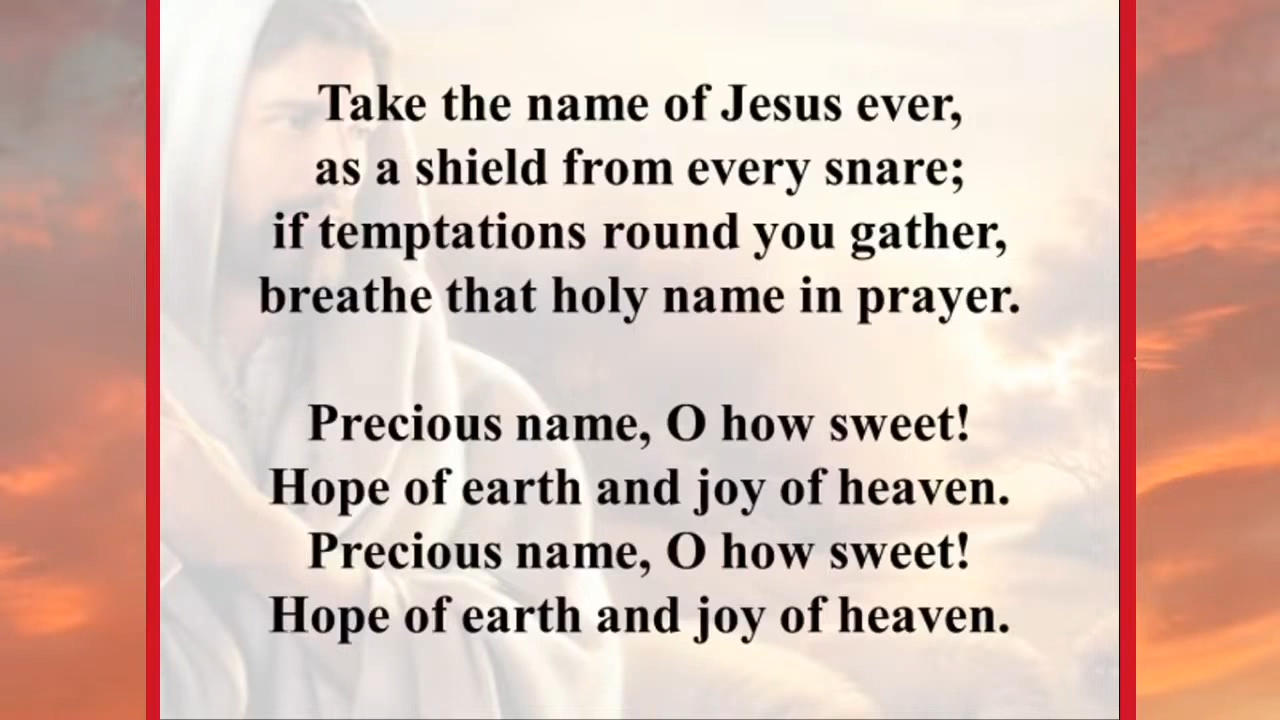 Take the name of Jesus ever,
as a shield from every snare;
if temptations round you gather,
breathe that holy name in prayer.
Precious name, O how sweet!
Hope of earth and joy of heaven.
Precious name, O how sweet!
Hope of earth and joy of heaven.